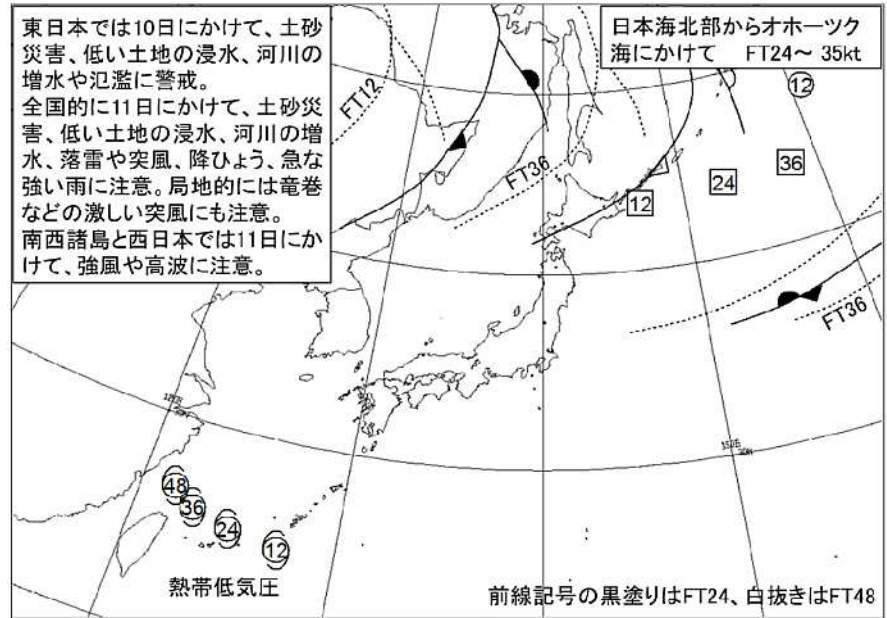 東日本では10日にかけて、土砂
災害、低い土地の浸水、河川の
増水や氾濫に警戒。
全国的に11日にかけて、土砂災
害、低い土地の浸水、河川の増
水、落雷や突風、降ひょう、急な
強い雨に注意。局地的には竜巻
などの激しい突風にも注意。
南西諸島と西日本では11日にか
けて、強風や高波に注意。
日本海北部からオホーツク
海にかけて FT24～ 35kt
FT12
12
FT36
36
24
12
FT36
48
36
24
12
熱帯低気圧
前線記号の黒塗りはFT24、白抜きはFT48